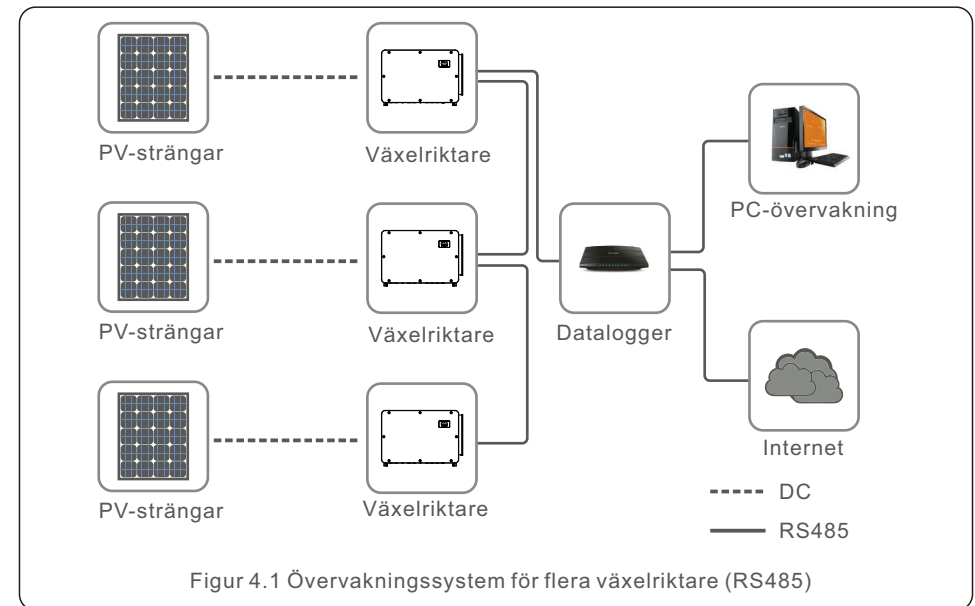 PV-strängar
Växelriktare
PC-övervakning
PV-strängar
Växelriktare
Datalogger
Internet
PV-strängar
Växelriktare
DC
RS485
Figur 4.1 Övervakningssystem för flera växelriktare (RS485)